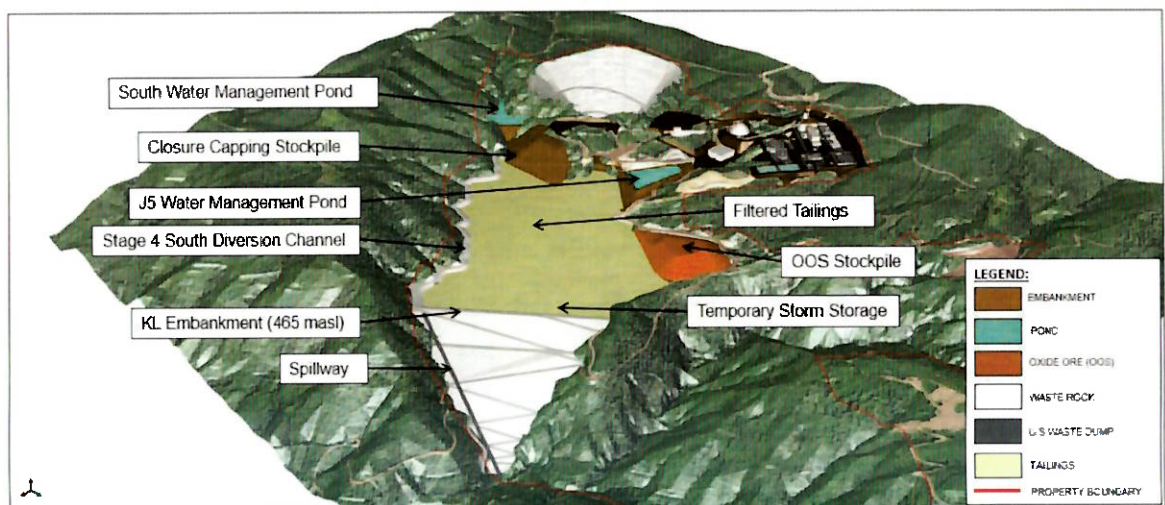 South Water Management Pond
Closure Capping Stockpile
J5 Water Management Pond
Filtered Tailings
Stage 4 South Diversion Channel
OOS Stockpile
KL Embankment (465 masl)
Temporary Storm Storage
Spillway
LEGEND:
EMBANKMENT
POND
OXIDE ORE (OOS)
WASTE ROCK
U/S WASTE DUMP
TAILINGS
PROPERTY BOUNDARY